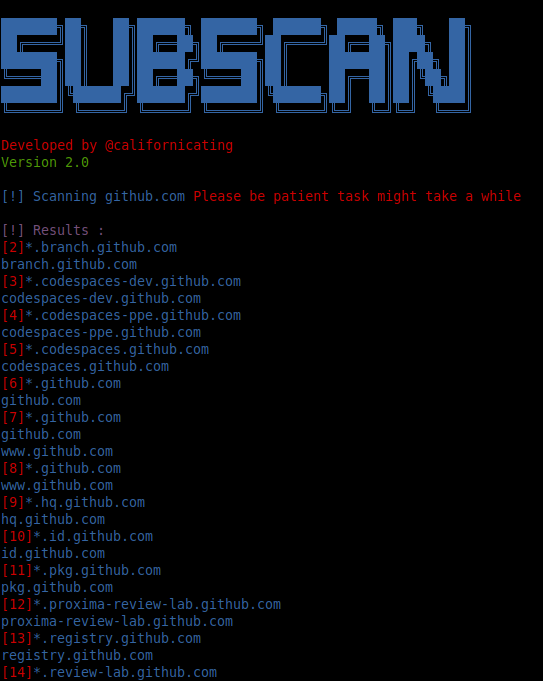 SUBSCAN
Developed by @californicating
Version 2.0
[!] Scanning github.com Please be patient task might take a while
[!] Results :
[2]*.branch.github.com
branch.github.com
[3]*.codespaces-dev.github.com
codespaces-dev.github.com
[4]*.codespaces-ppe.github.com
codespaces-ppe.github.com
[5]*.codespaces.github.com
codespaces.github.com
[6]*.github.com
github.com
[7]*.github.com
github.com
www.github.com
[8]*.github.com
www.github.com
[9]*.hq.github.com
hq.github.com
[10]*.id.github.com
id.github.com
[11]*.pkg.github.com
pkg.github.com
[12]*.proxima-review-lab.github.com
proxima-review-lab.github.com
[13]*.registry.github.com
registry.github.com
[14]*.review-lab.github.com